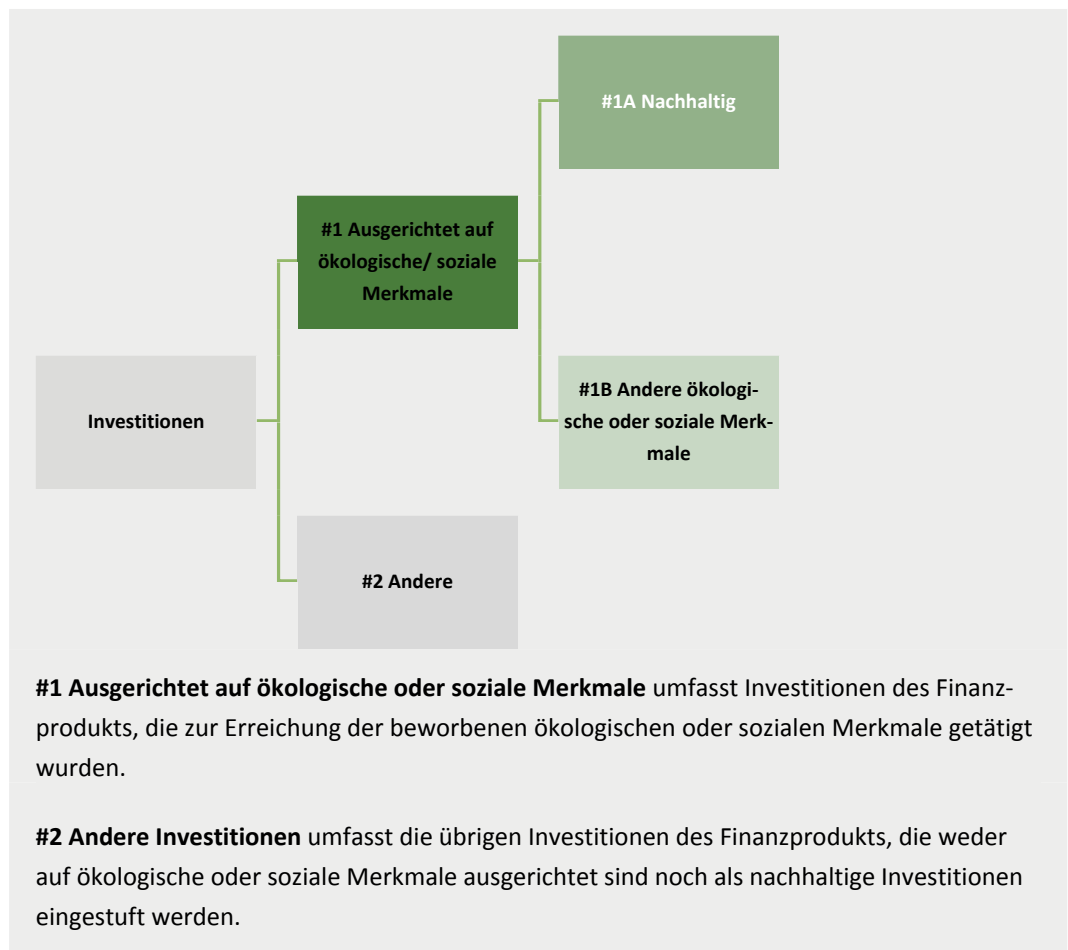 #1A Nachhaltig
#1 Ausgerichtet auf
ökologische/ soziale
Merkmale
#1B Andere ökologi-
sche oder soziale Merk-
male
Investitionen
#2 Andere
#1 Ausgerichtet auf ökologische oder soziale Merkmale umfasst Investitionen des Finanz-
produkts, die zur Erreichung der beworbenen ökologischen oder sozialen Merkmale getätigt
wurden.
#2 Andere Investitionen umfasst die übrigen Investitionen des Finanzprodukts, die weder
auf ökologische oder soziale Merkmale ausgerichtet sind noch als nachhaltige Investitionen
eingestuft werden.